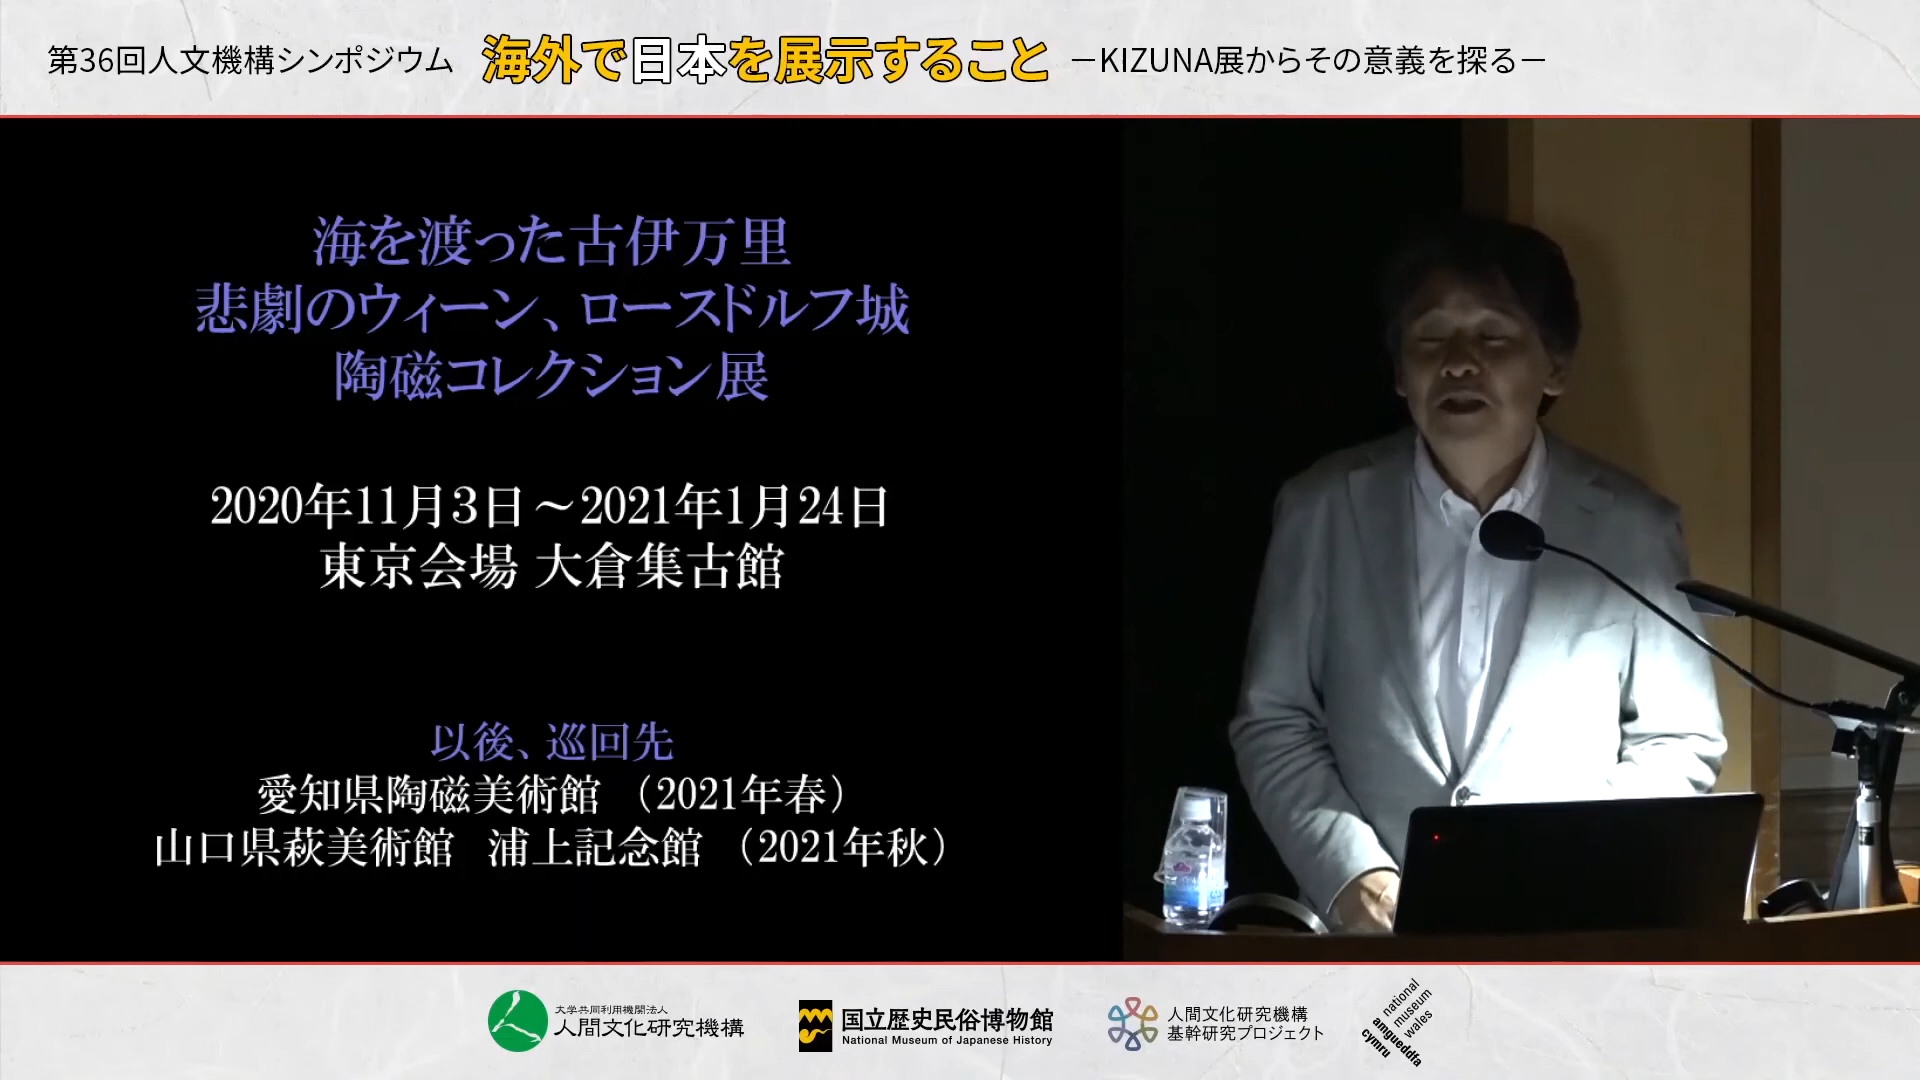 第36回人文機構シンポジウム 海外で日本を展示すること －KIZUNA展からその意義を探る－
海を渡った古伊万里
悲劇のウィーン、ロースドルフ城
陶磁コレクション展
2020年11月3日～2021年1月24日
東京会場 大倉集古館
以後、巡回先
愛知県陶磁美術館 （2021年春）
山口県萩美術館 浦上記念館 （2021年秋）
大学共同利用機関法人
人間文化研究機構
国立歴史民俗博物館
National Museum of Japanese History
人間文化研究機構
基幹研究プロジェクト
national
museum
wales
amgueddfa
cymru